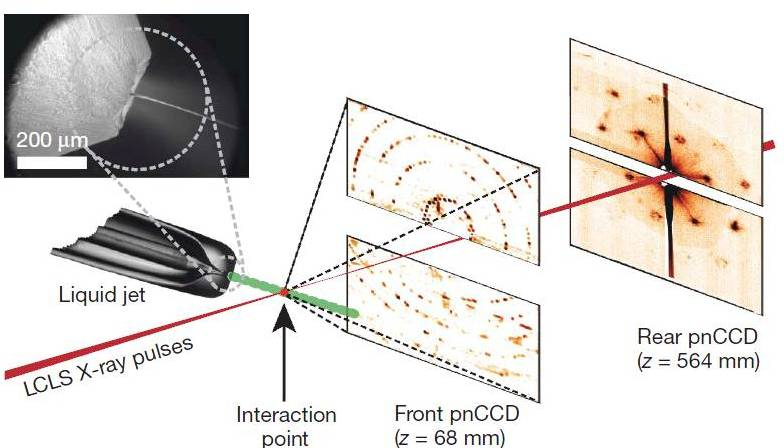 200 μm
Liquid jet
LCLS X-ray pulses
Interaction
point
Front pnCCD
(z = 68 mm)
Rear pnCCD
(z = 564 mm)